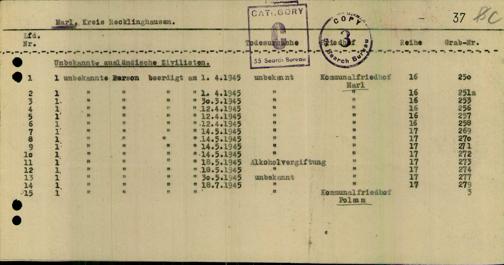 Marl, Kreis Recklinghausen.
CATEGORY
C
SS Search Bureau
COPY
3
Search Bureau
37
Lfd.
Nr. Friedhof Reihe Grab-Nr.
Unbekannte ausländische Zivilisten.
1 1 unbekannte Person beerdigt am 1. 4.1945 unbekannt Kommunalfriedhof 16 250
Marl
2 1 " " " " 1. 4.1945 " " 16 251a
3 1 " " " " 30.3.1945 " " 16 253
4 1 " " " " 12.4.1945 " " 16 256
5 1 " " " " 12.4.1945 " " 16 257
6 1 " " " " 12.4.1945 " " 16 258
7 1 " " " " 14.5.1945 " " 17 269
8 1 " " " " 14.5.1945 " " 17 270
9 1 " " " " 14.5.1945 " " 17 271
10 1 " " " " 14.5.1945 " " 17 272
11 1 " " " " 18.5.1945 Alkoholvergiftung " 17 273
12 1 " " " " 18.5.1945 " " 17 274
13 1 " " " " 30.5.1945 unbekannt " 17 277
14 1 " " " " 18.7.1945 " " 17 279
15 1 Kommunalfriedhof 3
Polsum